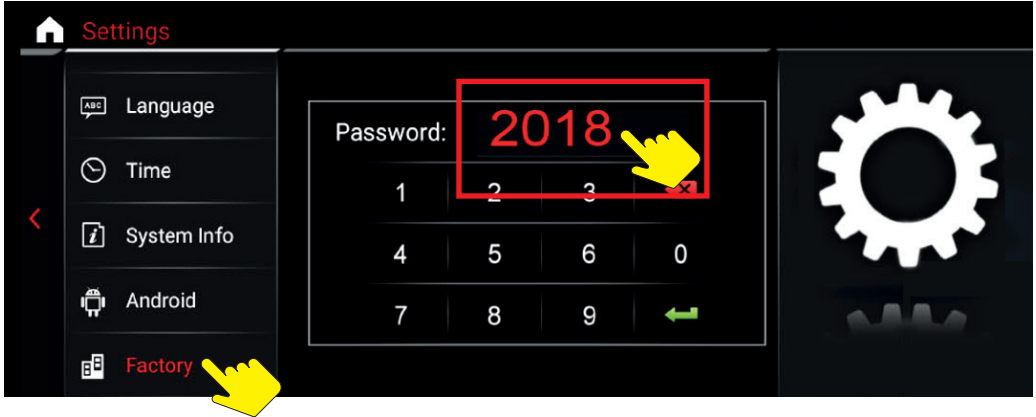 Settings
ABC Language
Time
i System Info
Android
Factory
Password: 2018
1 2 3
4 5 6 0
7 8 9